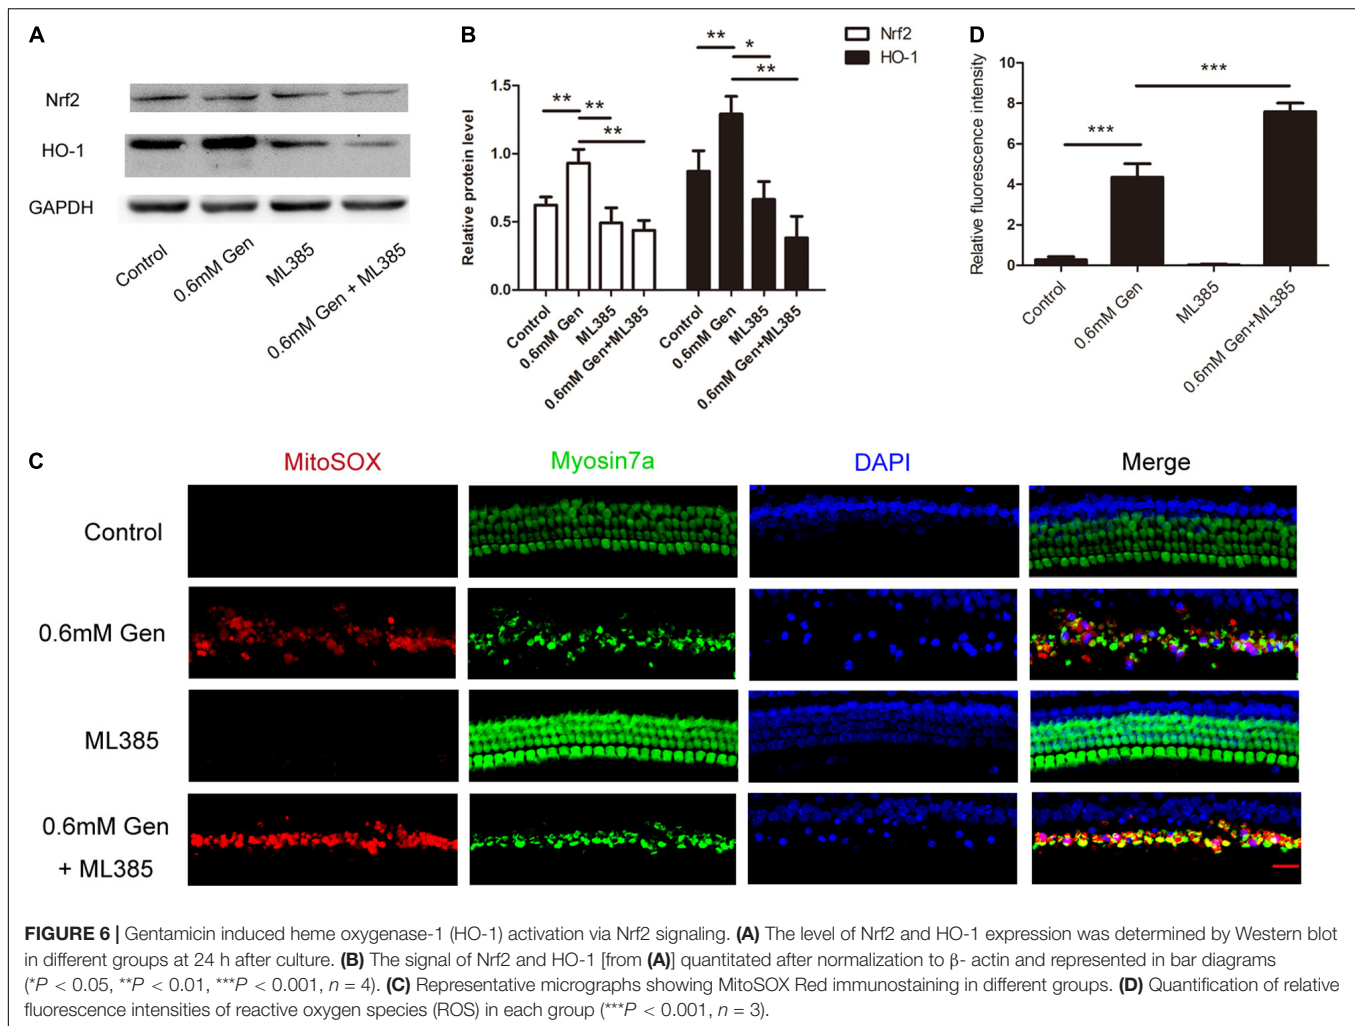 A
Nrf2
HO-1
GAPDH
Control
0.6mM Gen
ML385
0.6mM Gen + ML385
B
Nrf2
HO-1
Relative protein level
1.5
1.0
0.5
0.0
** ** **
** * **
Control
0.6mM Gen
ML385
0.6mM Gen+ML385
Control
0.6mM Gen
ML385
0.6mM Gen+ML385
D
Relative fluorescence intensity
10
8
6
4
2
0
***
***
Control
0.6mM Gen
ML385
0.6mM Gen+ML385
C
MitoSOX Myosin7a DAPI Merge
Control
0.6mM Gen
ML385
0.6mM Gen
+ ML385
FIGURE 6 | Gentamicin induced heme oxygenase-1 (HO-1) activation via Nrf2 signaling. (A) The level of Nrf2 and HO-1 expression was determined by Western blot
in different groups at 24 h after culture. (B) The signal of Nrf2 and HO-1 [from (A)] quantitated after normalization to β- actin and represented in bar diagrams
(*P < 0.05, **P < 0.01, ***P < 0.001, n = 4). (C) Representative micrographs showing MitoSOX Red immunostaining in different groups. (D) Quantification of relative
fluorescence intensities of reactive oxygen species (ROS) in each group (***P < 0.001, n = 3).